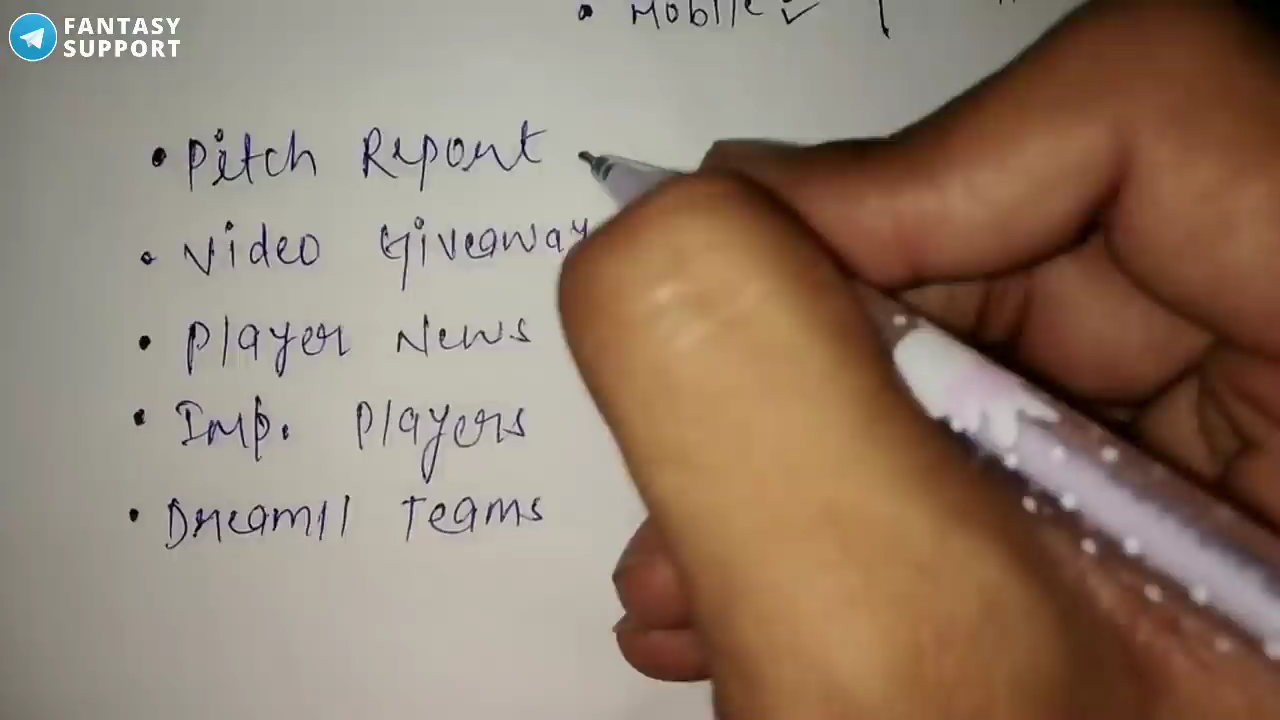 FANTASY
SUPPORT
• Mobile ✓
• Pitch Report
• Video Giveaway
• Player News
• Imp. Players
• Dream11 Teams